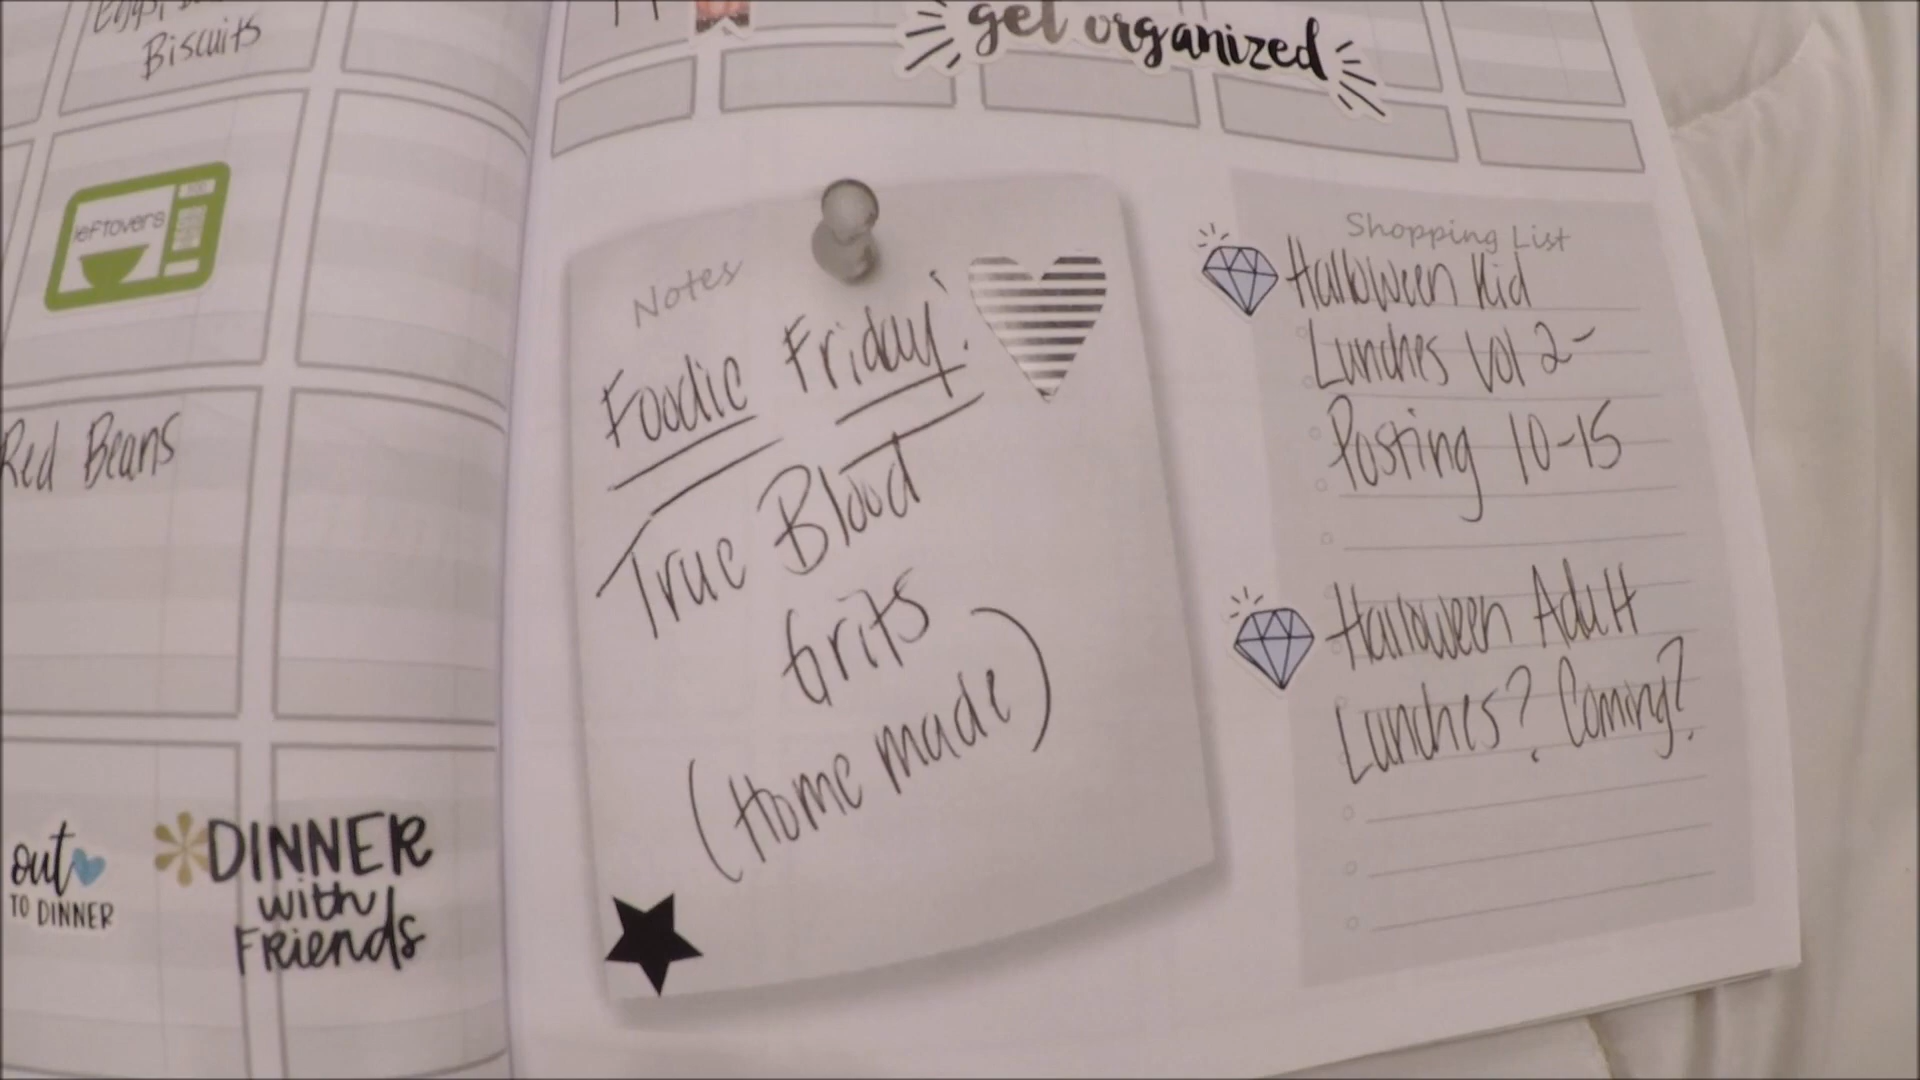 Biscuits
leftovers
Red Beans
out
TO DINNER
DINNER
with
Friends
get organized
Notes
Foodie Friday!
True Blood
Grits
(Home made)
Shopping List
Halloween Kid
Lunches Vol 2-
Posting 10-15
Halloween Adult
Lunches? Coming?